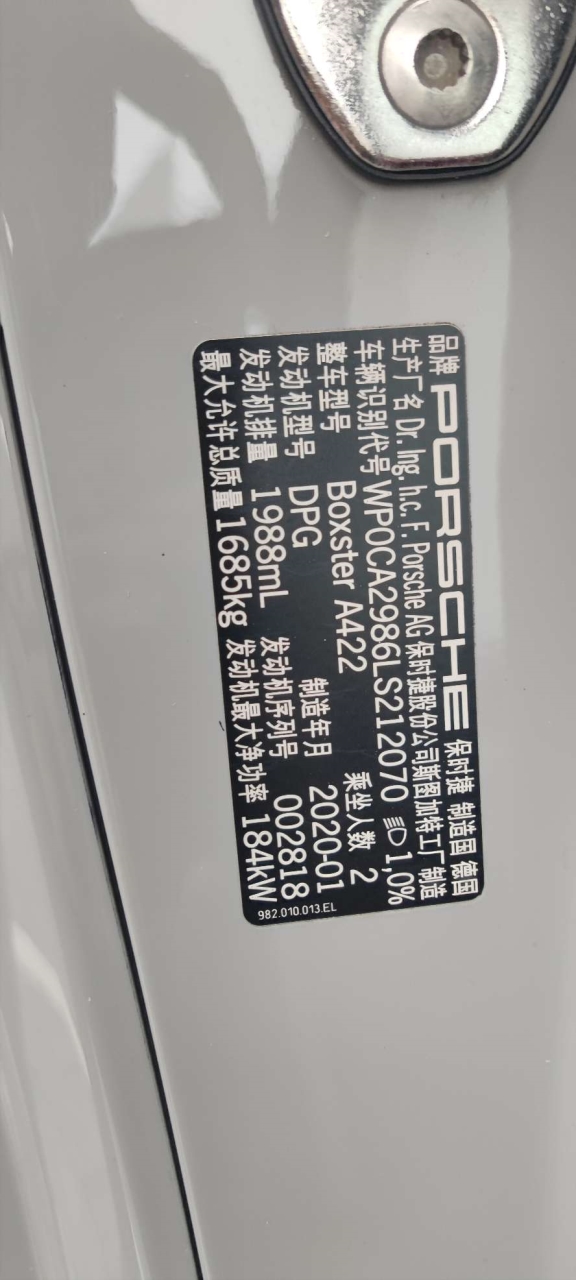 品牌 PORSCHE 保时捷 制造国 德国
生产厂名 Dr. Ing. h.c. F. Porsche AG 保时捷股份公司斯图加特工厂 制造
车辆识别代号 WP0CA2986LS212070 1,0%
整车型号 Boxster A422 乘坐人数 2
发动机型号 DPG 制造年月 2020-01
发动机排量 1988mL 发动机序列号 002818
最大允许总质量 1685kg 发动机最大净功率 184kW
982.010.013.EL